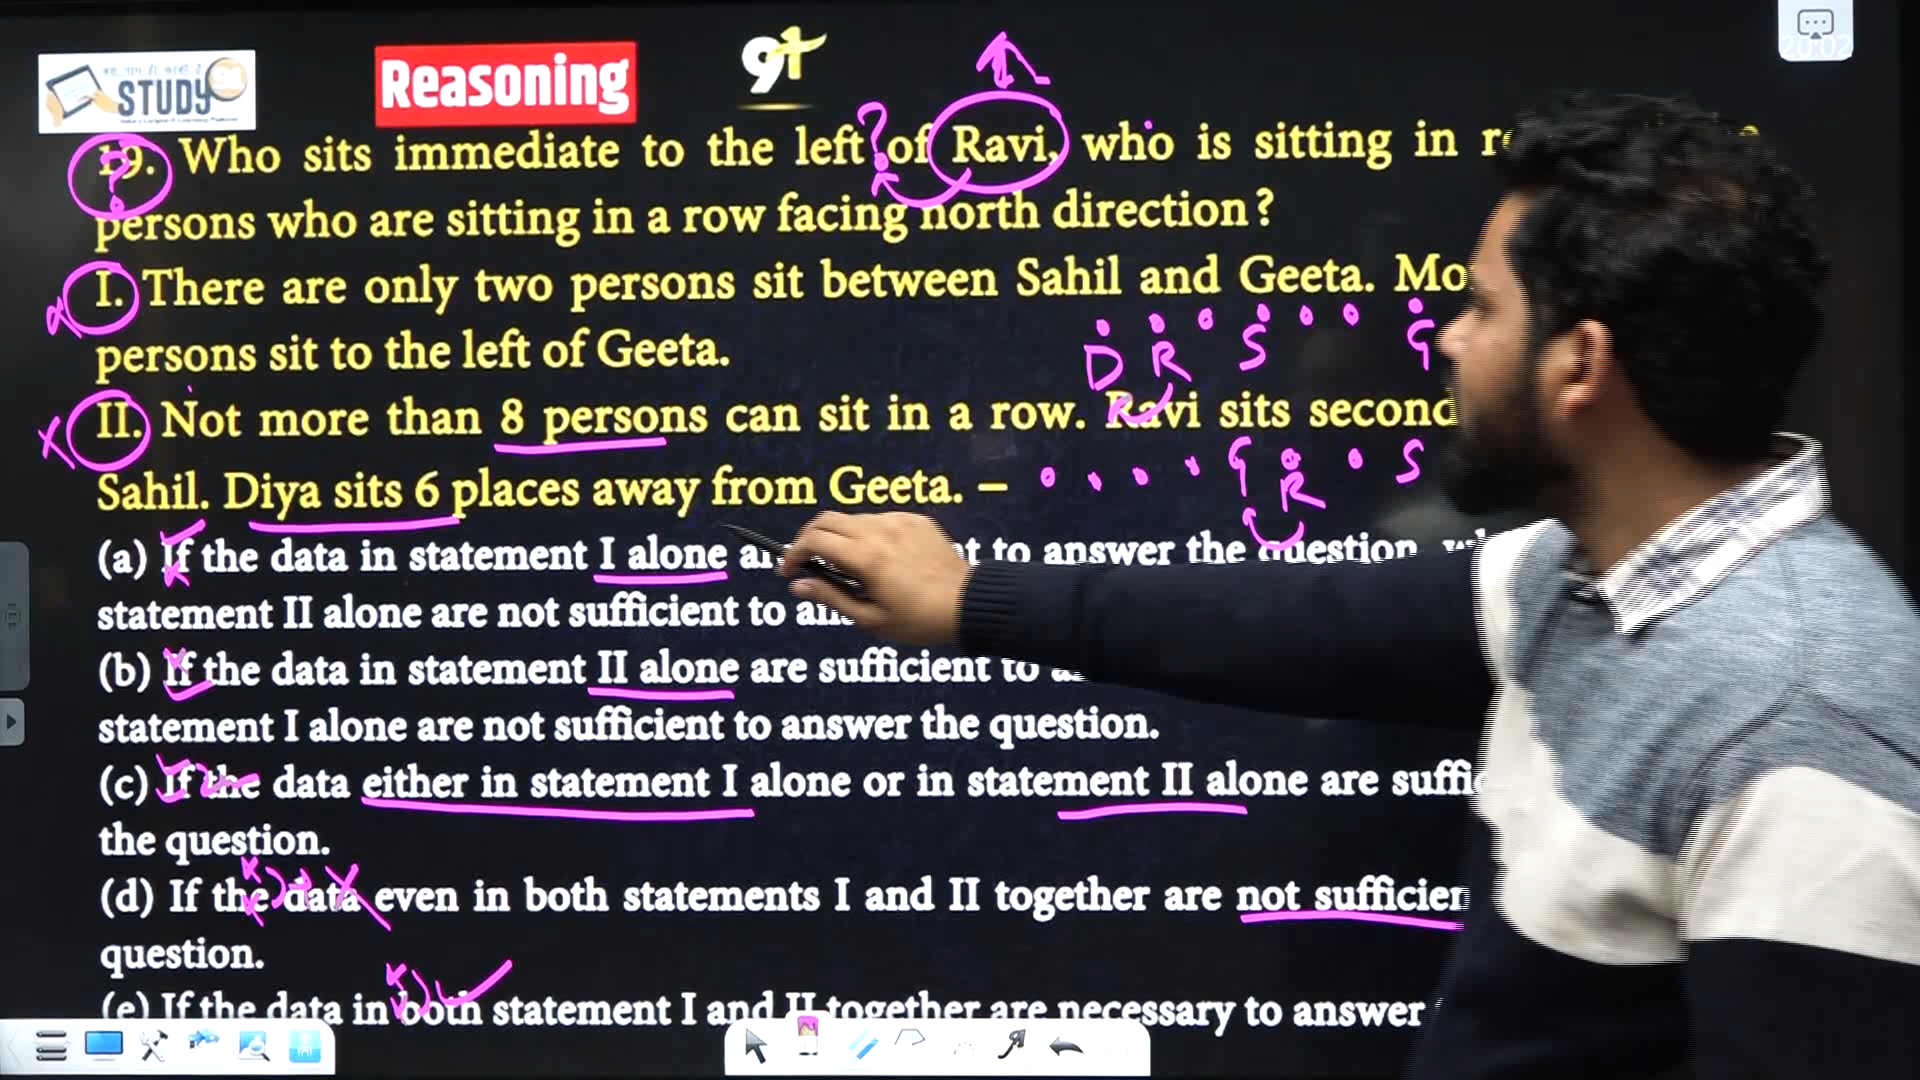 STUDY
Reasoning
91
20:02
19. Who sits immediate to the left of Ravi, who is sitting in
persons who are sitting in a row facing north direction?
I. There are only two persons sit between Sahil and Geeta.
D R S G
persons sit to the left of Geeta.
II. Not more than 8 persons can sit in a row. Ravi sits second
Sahil. Diya sits 6 places away from Geeta. –
G R S
(a) If the data in statement I alone to answer the question,
statement II alone are not sufficient to
(b) If the data in statement II alone are sufficient to
statement I alone are not sufficient to answer the question.
(c) If the data either in statement I alone or in statement II alone are
the question.
(d) If the data even in both statements I and II together are not
question.
(e) If the data in both statement I and II together are necessary to answer